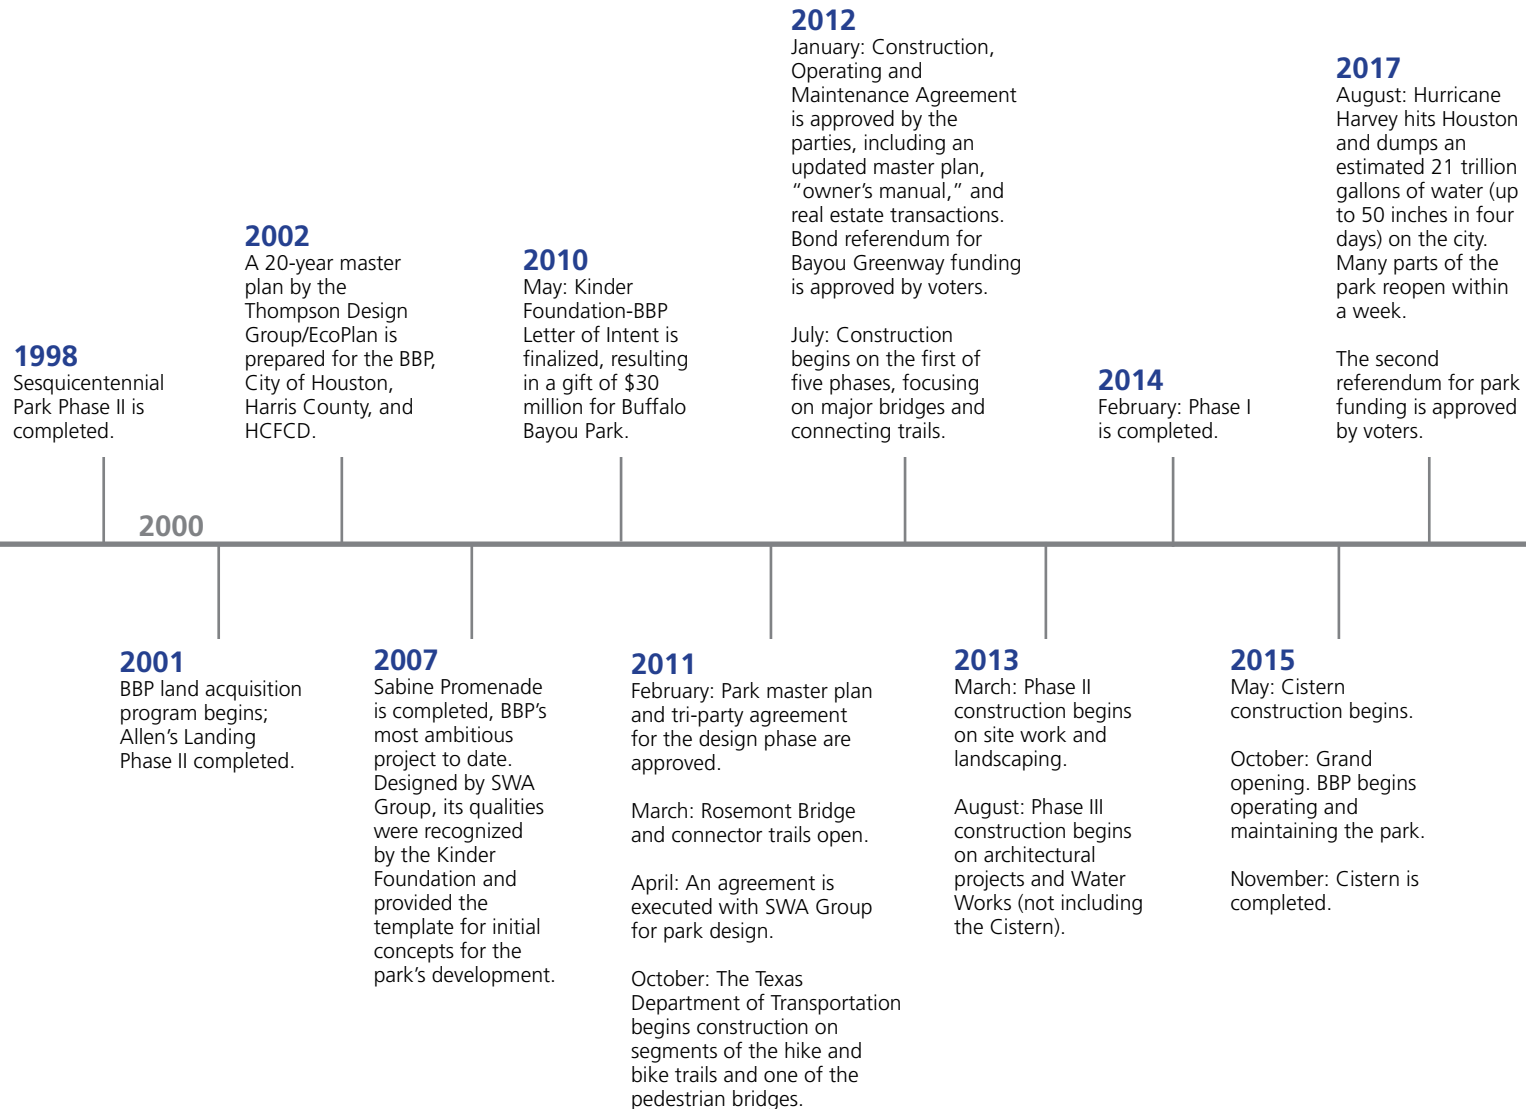 1998
Sesquicentennial
Park Phase II is
completed.
2002
A 20-year master
plan by the
Thompson Design
Group/EcoPlan is
prepared for the BBP,
City of Houston,
Harris County, and
HCFCD.
2010
May: Kinder
Foundation-BBP
Letter of Intent is
finalized, resulting
in a gift of $30
million for Buffalo
Bayou Park.
2012
January: Construction,
Operating and
Maintenance Agreement
is approved by the
parties, including an
updated master plan,
“owner’s manual,” and
real estate transactions.
Bond referendum for
Bayou Greenway funding
is approved by voters.
July: Construction
begins on the first of
five phases, focusing
on major bridges and
connecting trails.
2014
February: Phase I
is completed.
2017
August: Hurricane
Harvey hits Houston
and dumps an
estimated 21 trillion
gallons of water (up
to 50 inches in four
days) on the city.
Many parts of the
park reopen within
a week.
The second
referendum for park
funding is approved
by voters.
2000
2001
BBP land acquisition
program begins;
Allen’s Landing
Phase II completed.
2007
Sabine Promenade
is completed, BBP’s
most ambitious
project to date.
Designed by SWA
Group, its qualities
were recognized
by the Kinder
Foundation and
provided the
template for initial
concepts for the
park’s development.
2011
February: Park master plan
and tri-party agreement
for the design phase are
approved.
March: Rosemont Bridge
and connector trails open.
April: An agreement is
executed with SWA Group
for park design.
October: The Texas
Department of Transportation
begins construction on
segments of the hike and
bike trails and one of the
pedestrian bridges.
2013
March: Phase II
construction begins
on site work and
landscaping.
August: Phase III
construction begins
on architectural
projects and Water
Works (not including
the Cistern).
2015
May: Cistern
construction begins.
October: Grand
opening. BBP begins
operating and
maintaining the park.
November: Cistern is
completed.